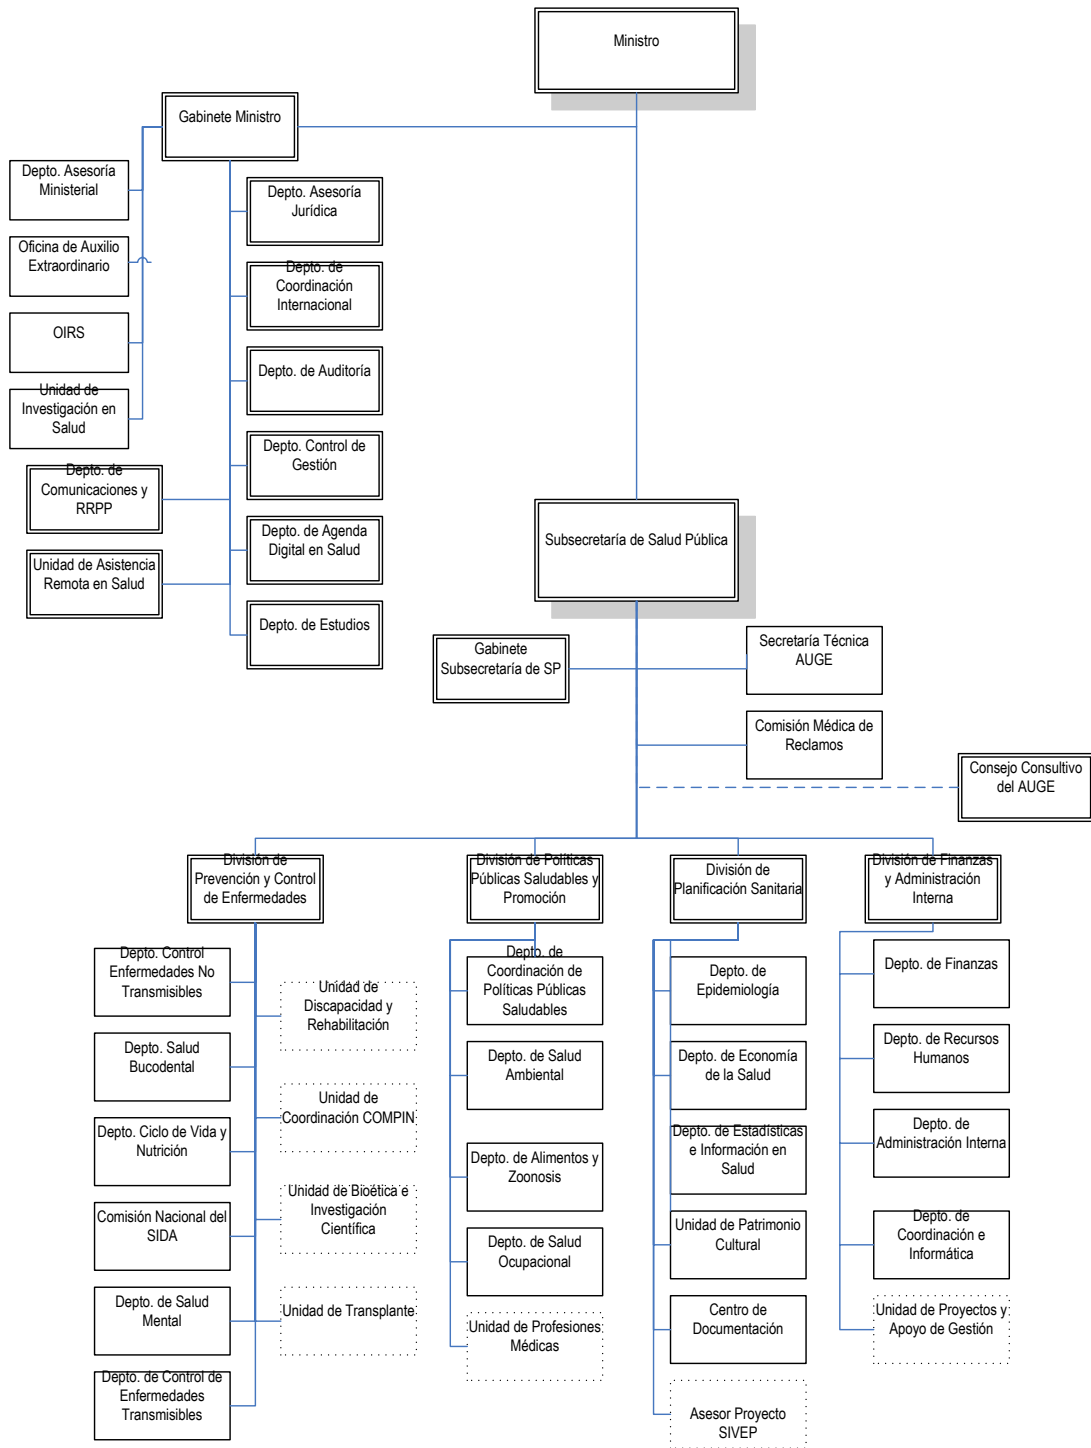 Ministro
Gabinete Ministro
Depto. Asesoría
Ministerial
Oficina de Auxilio
Extraordinario
OIRS
Unidad de
Investigación en
Salud
Depto. de
Comunicaciones y
RRPP
Unidad de Asistencia
Remota en Salud
Depto. Asesoría
Jurídica
Depto. de
Coordinación
Internacional
Depto. de Auditoría
Depto. Control de
Gestión
Depto. de Agenda
Digital en Salud
Depto. de Estudios
Subsecretaría de Salud Pública
Gabinete
Subsecretaría de SP
Secretaría Técnica
AUGE
Comisión Médica de
Reclamos
Consejo Consultivo
del AUGE
División de
Prevención y Control
de Enfermedades
Depto. Control
Enfermedades No
Transmisibles
Depto. Salud
Bucodental
Depto. Ciclo de Vida y
Nutrición
Comisión Nacional del
SIDA
Depto. de Salud
Mental
Depto. de Control de
Enfermedades
Transmisibles
Unidad de
Discapacidad y
Rehabilitación
Unidad de
Coordinación COMPIN
Unidad de Bioética e
Investigación
Científica
Unidad de Transplante
División de Políticas
Públicas Saludables y
Promoción
Depto. de
Coordinación de
Políticas Públicas
Saludables
Depto. de Salud
Ambiental
Depto. de Alimentos y
Zoonosis
Depto. de Salud
Ocupacional
Unidad de Profesiones
Médicas
División de
Planificación Sanitaria
Depto. de
Epidemiología
Depto. de Economía
de la Salud
Depto. de Estadísticas
e Información en
Salud
Unidad de Patrimonio
Cultural
Centro de
Documentación
Asesor Proyecto
SIVEP
División de Finanzas
y Administración
Interna
Depto. de Finanzas
Depto. de Recursos
Humanos
Depto. de
Administración Interna
Depto. de
Coordinación e
Informática
Unidad de Proyectos y
Apoyo de Gestión